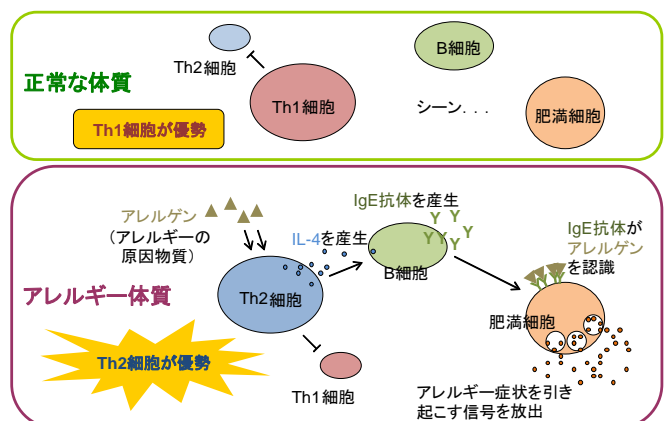 正常な体質
Th2細胞
Th1細胞
Th1細胞が優勢
B細胞
シーン...
肥満細胞
アレルギー体質
アレルゲン
（アレルギーの
原因物質）
IL-4を産生
Th2細胞
Th2細胞が優勢
Th1細胞
IgE抗体を産生
Y Y
YYY Y
B細胞
IgE抗体が
アレルゲン
を認識
肥満細胞
アレルギー症状を引き
起こす信号を放出